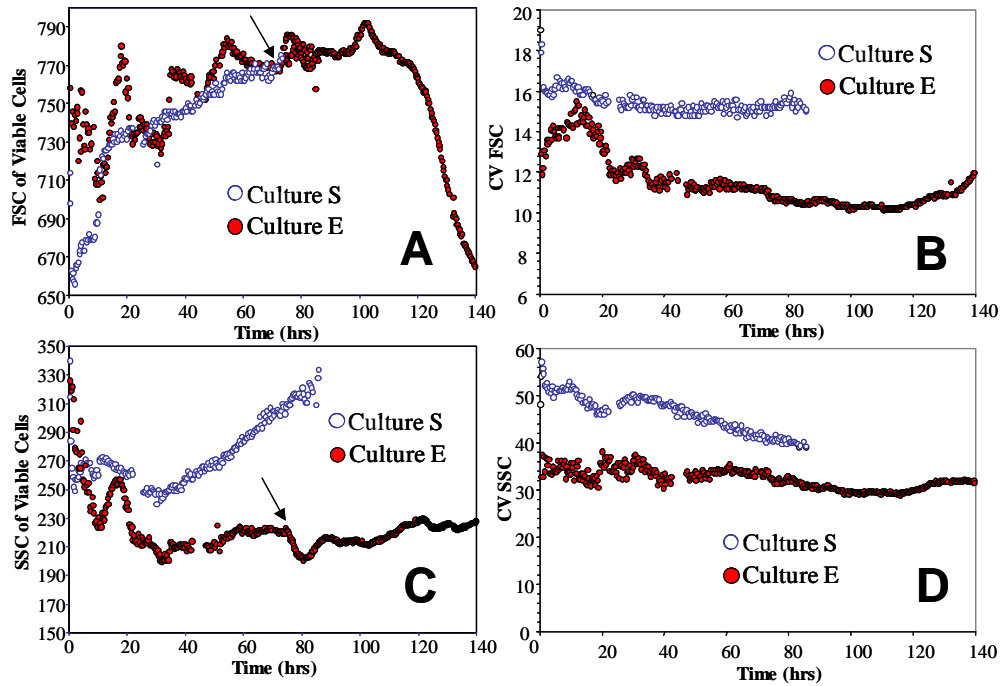 790
770
750
730
710
690
670
650
FSC of Viable Cells
Culture S
Culture E
A
0 20 40 60 80 100 120 140
Time (hrs)
20
18
16
14
12
10
8
6
CV FSC
Culture S
Culture E
B
0 20 40 60 80 100 120 140
Time (hrs)
350
330
310
290
270
250
230
210
190
170
150
SSC of Viable Cells
Culture S
Culture E
C
0 20 40 60 80 100 120 140
Time (hrs)
60
50
40
30
20
10
0
CV SSC
Culture S
Culture E
D
0 20 40 60 80 100 120 140
Time (hrs)